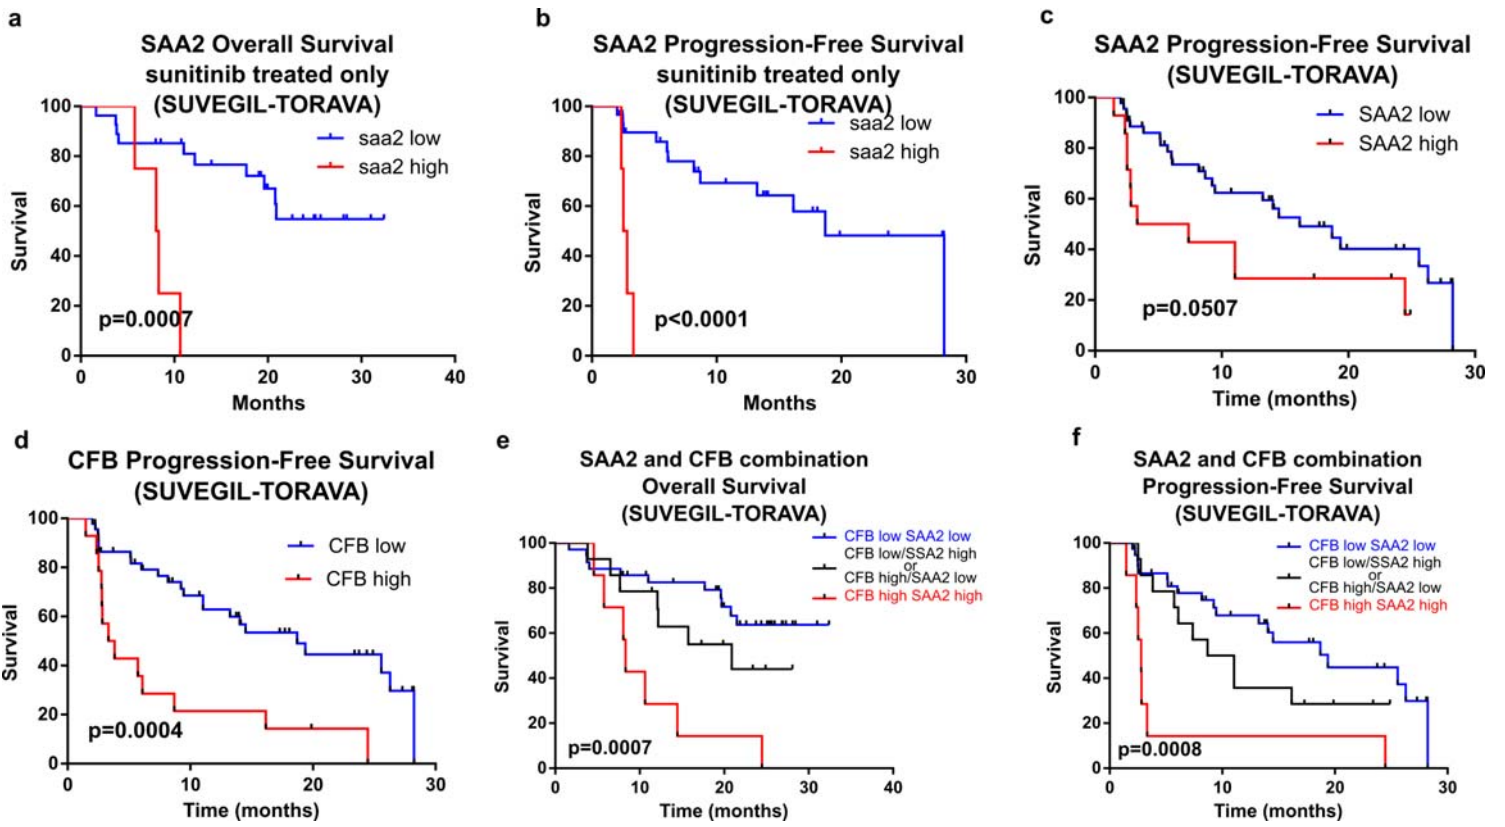 a
SAA2 Overall Survival
sunitinib treated only
(SUVEGIL-TORAVA)
100
80
60
40
20
0
Survival
saa2 low
saa2 high
p=0.0007
0 10 20 30 40
Months
b
SAA2 Progression-Free Survival
sunitinib treated only
(SUVEGIL-TORAVA)
100
80
60
40
20
0
Survival
saa2 low
saa2 high
p<0.0001
0 10 20 30
Months
c
SAA2 Progression-Free Survival
(SUVEGIL-TORAVA)
100
80
60
40
20
0
Survival
SAA2 low
SAA2 high
p=0.0507
0 10 20 30
Time (months)
d
CFB Progression-Free Survival
(SUVEGIL-TORAVA)
100
80
60
40
20
0
Survival
CFB low
CFB high
p=0.0004
0 10 20 30
Time (months)
e
SAA2 and CFB combination
Overall Survival
(SUVEGIL-TORAVA)
100
80
60
40
20
0
Survival
CFB low SAA2 low
CFB low/SSA2 high
or
CFB high/SAA2 low
CFB high SAA2 high
p=0.0007
0 10 20 30 40
Time (months)
f
SAA2 and CFB combination
Progression-Free Survival
(SUVEGIL-TORAVA)
100
80
60
40
20
0
Survival
CFB low SAA2 low
CFB low/SSA2 high
or
CFB high/SAA2 low
CFB high SAA2 high
p=0.0008
0 10 20 30
Time (months)